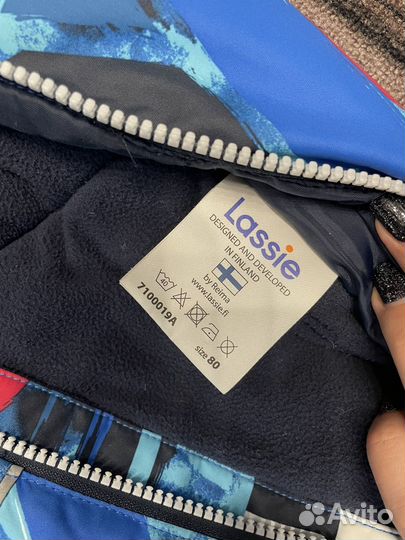 Lassie
DESIGNED AND DEVELOPED
IN FINLAND
by Reima
www.lassie.fi
40
7100019A
size 80
Avito